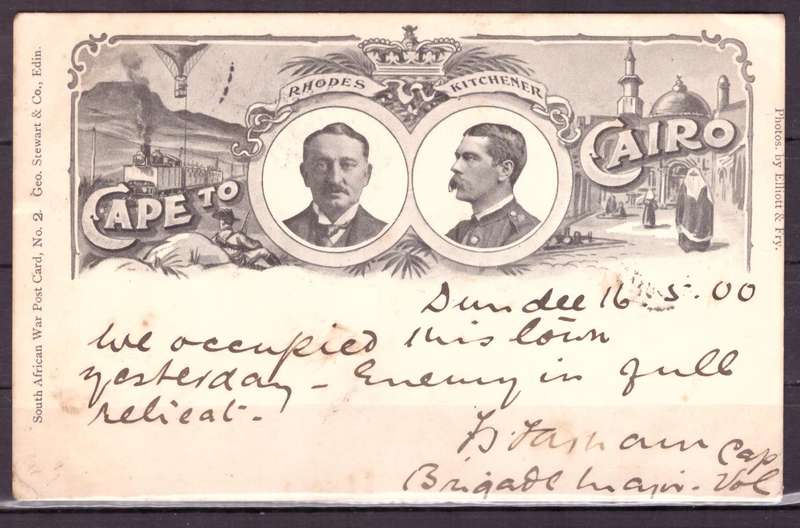 South African War Post Card, No. 2. Geo. Stewart & Co., Edin.
RHODES KITCHENER
CAPE TO CAIRO
Photos. by Elliott & Fry.
Dundee 16.5.00
We occupied this town
yesterday - Enemy in full
retreat -
Cap
Brigade Major - Vol